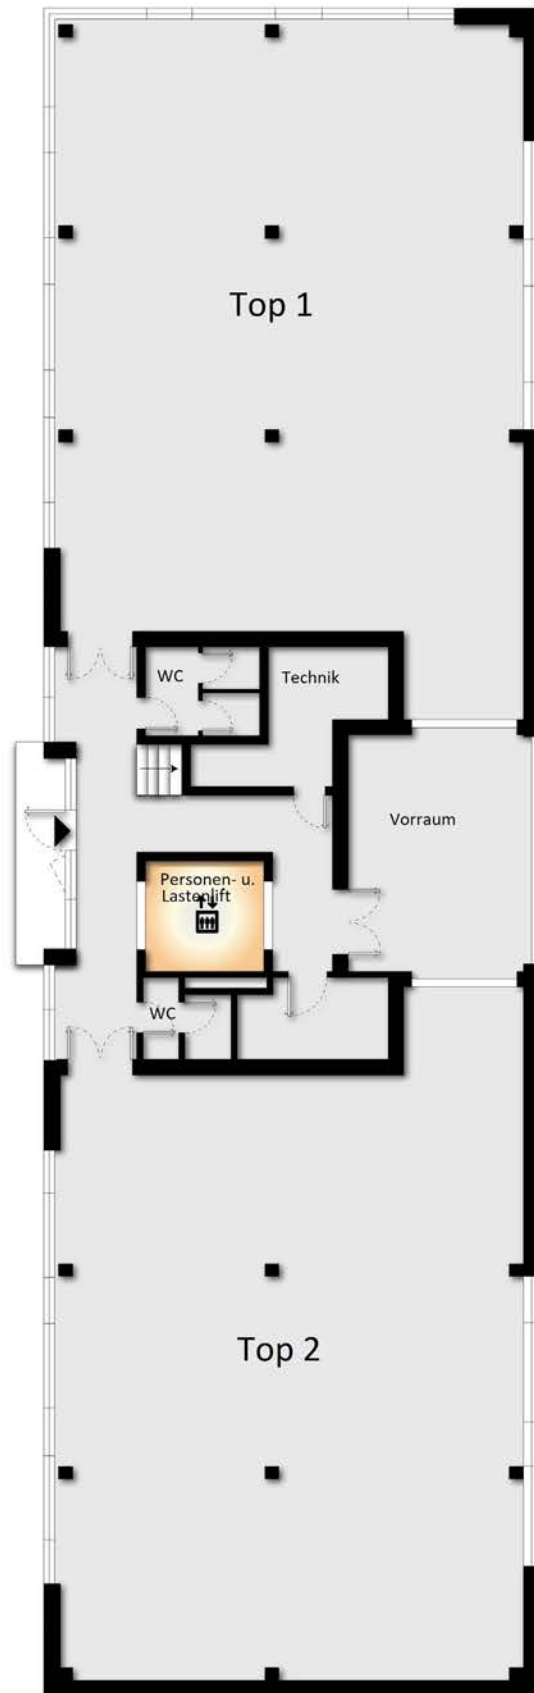 Top 1
WC
Technik
Vorraum
Personen- u.
Lastenlift
WC
Top 2